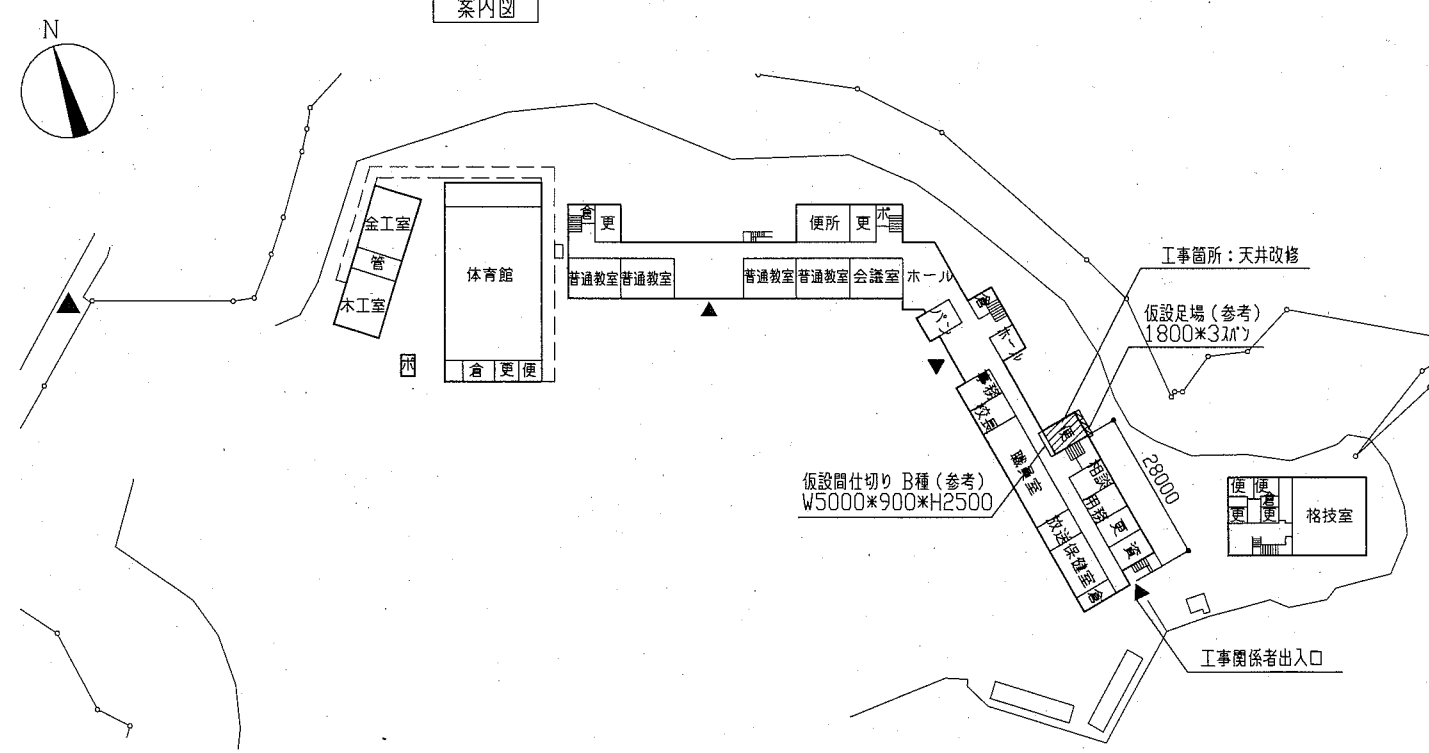 案内図
N
倉
更
便所
更
ポ
金工室
管
木工室
体育館
普通教室
普通教室
普通教室
普通教室
会議室
ホール
工事箇所：天井改修
倉
仮設足場（参考）
1800*3スパン
パン
ホール
ポ
倉
更
便
事務
校長
便
職員室
相談
28000
仮設間仕切り B種（参考）
W5000*900*H2500
用務
便
便
倉
更
更
格技室
放送
更
保健室
資
倉
工事関係者出入口